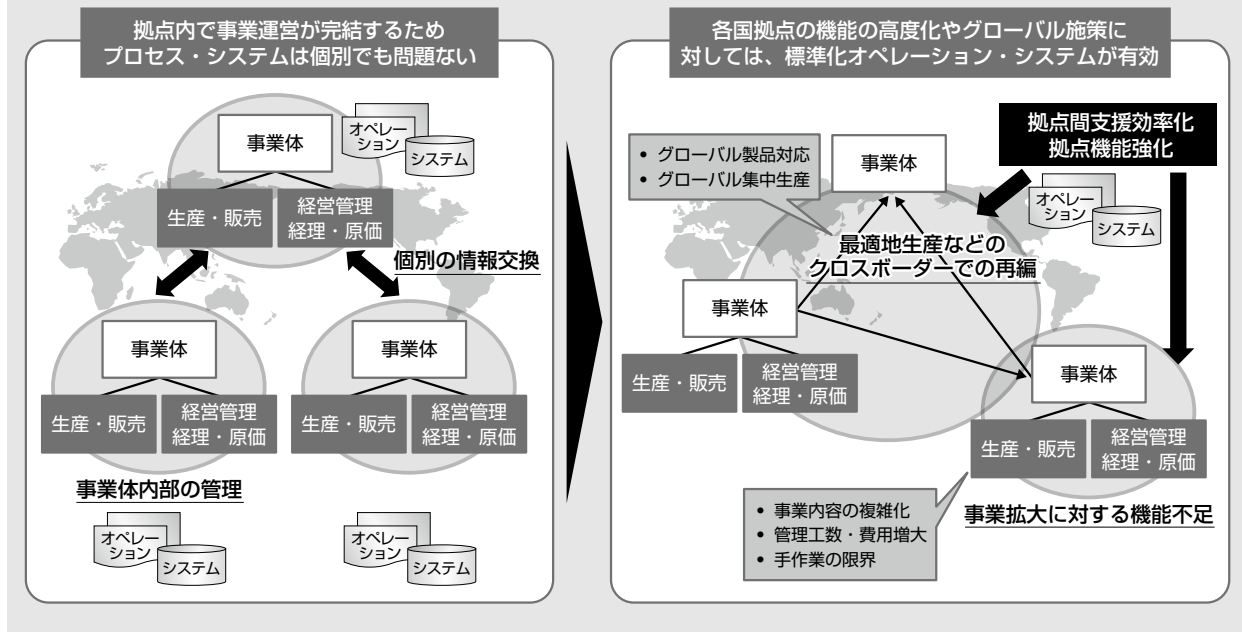 拠点内で事業運営が完結するため
プロセス・システムは個別でも問題ない
事業体
オペレー
ション
システム
生産・販売
経営管理
経理・原価
個別の情報交換
事業体
生産・販売
経営管理
経理・原価
事業体
生産・販売
経営管理
経理・原価
事業体内部の管理
オペレー
ション
システム
オペレー
ション
システム
各国拠点の機能の高度化やグローバル施策に
対しては、標準化オペレーション・システムが有効
• グローバル製品対応
• グローバル集中生産
事業体
拠点間支援効率化
拠点機能強化
オペレー
ション
システム
最適地生産などの
クロスボーダーでの再編
事業体
生産・販売
経営管理
経理・原価
事業体
生産・販売
経営管理
経理・原価
• 事業内容の複雑化
• 管理工数・費用増大
• 手作業の限界
事業拡大に対する機能不足